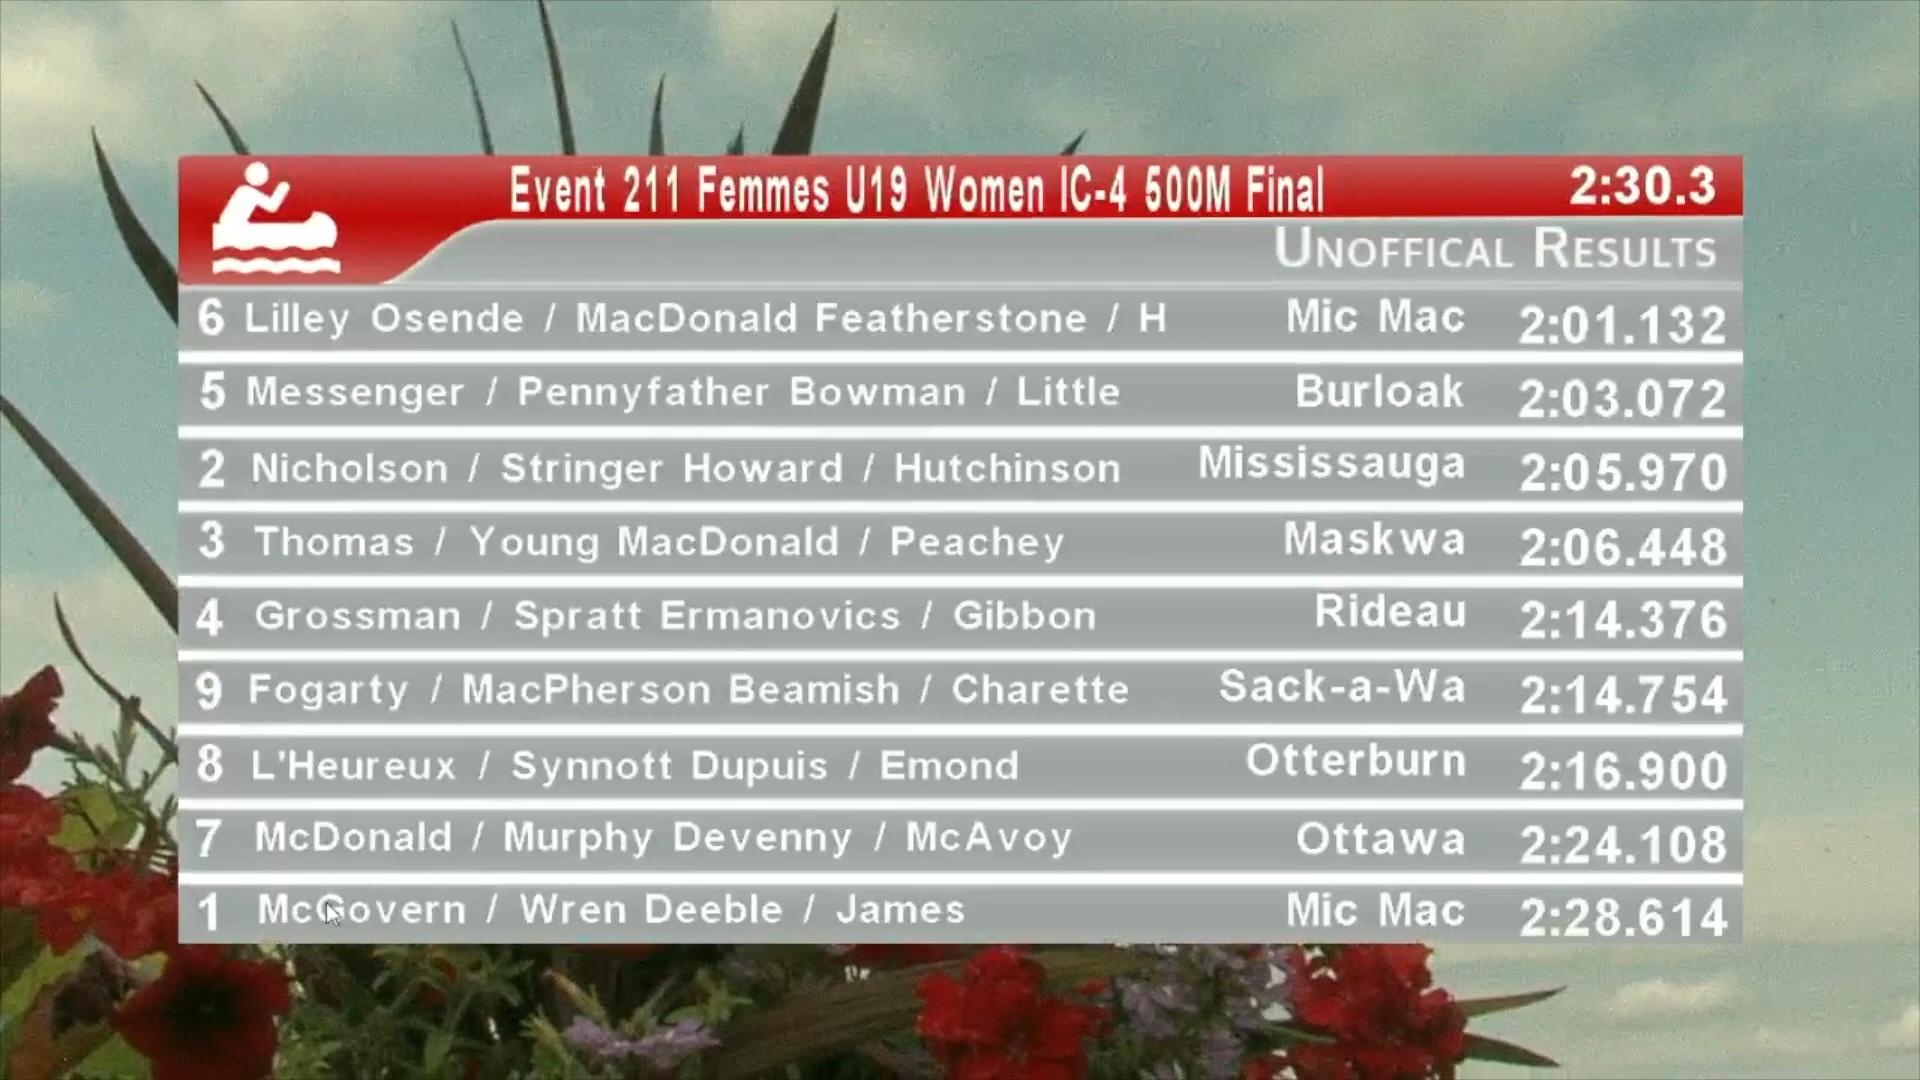 Event 211 Femmes U19 Women IC-4 500M Final 2:30.3
UNOFFICAL RESULTS
6 Lilley Osende / MacDonald Featherstone / H Mic Mac 2:01.132
5 Messenger / Pennyfather Bowman / Little Burloak 2:03.072
2 Nicholson / Stringer Howard / Hutchinson Mississauga 2:05.970
3 Thomas / Young MacDonald / Peachey Maskwa 2:06.448
4 Grossman / Spratt Ermanovics / Gibbon Rideau 2:14.376
9 Fogarty / MacPherson Beamish / Charette Sack-a-Wa 2:14.754
8 L'Heureux / Synnott Dupuis / Emond Otterburn 2:16.900
7 McDonald / Murphy Devenny / McAvoy Ottawa 2:24.108
1 McGovern / Wren Deeble / James Mic Mac 2:28.614